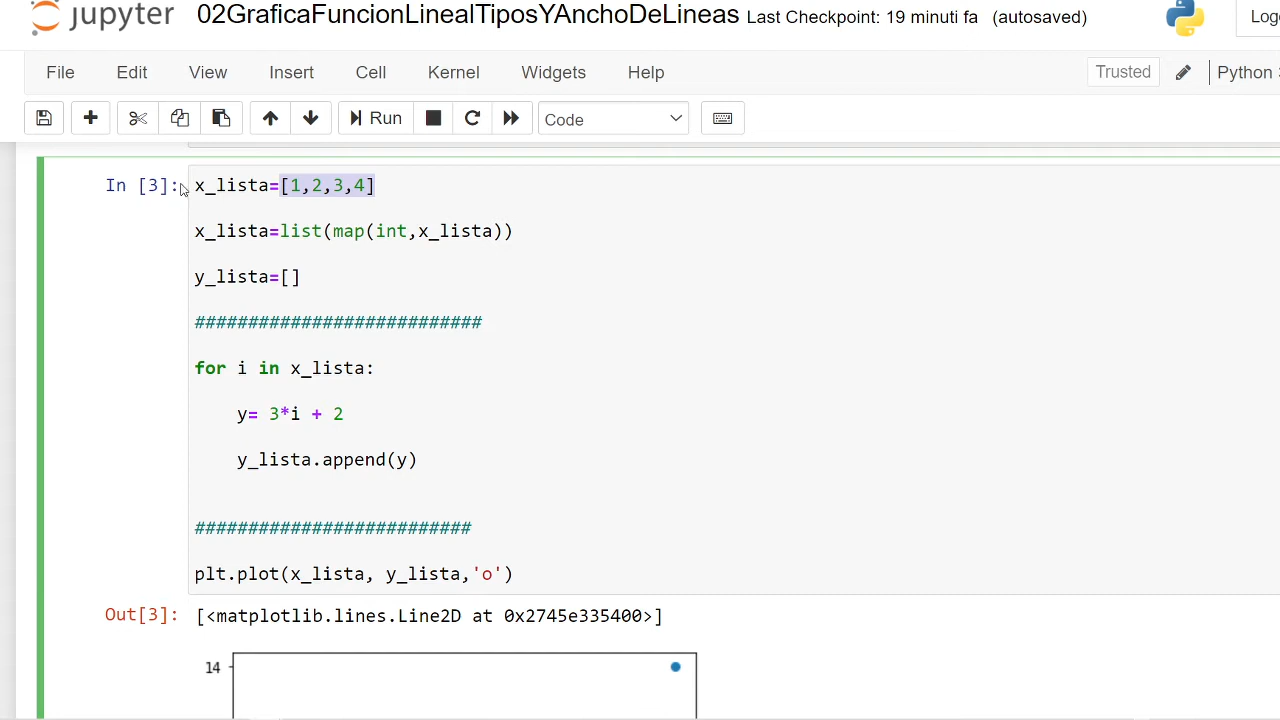 jupyter 02GraficaFuncionLinealTiposYAnchoDeLineas Last Checkpoint: 19 minuti fa (autosaved)
File Edit View Insert Cell Kernel Widgets Help Trusted Python
Run Code
In [3]: x_lista=[1,2,3,4]
x_lista=list(map(int,x_lista))
y_lista=[]
###########################
for i in x_lista:
y= 3*i + 2
y_lista.append(y)
##########################
plt.plot(x_lista, y_lista,'o')
Out[3]: [<matplotlib.lines.Line2D at 0x2745e335400>]
14